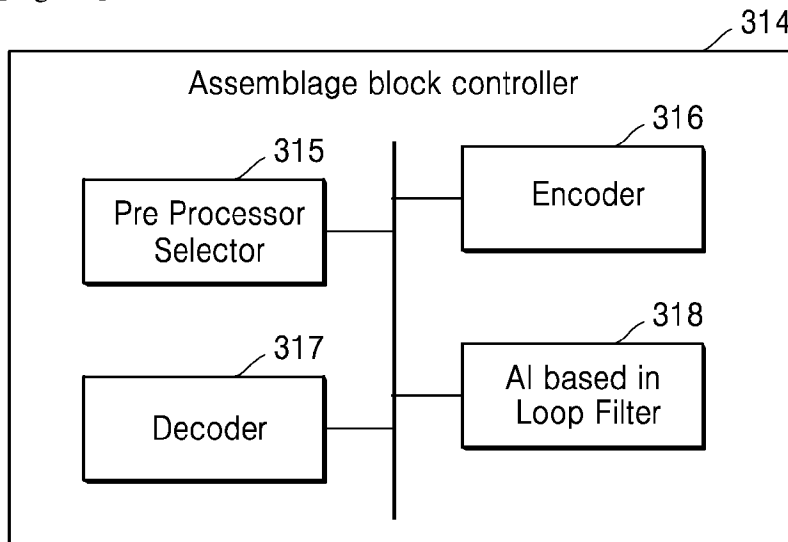 314
Assemblage block controller
315
Pre Processor
Selector
316
Encoder
317
Decoder
318
AI based in
Loop Filter